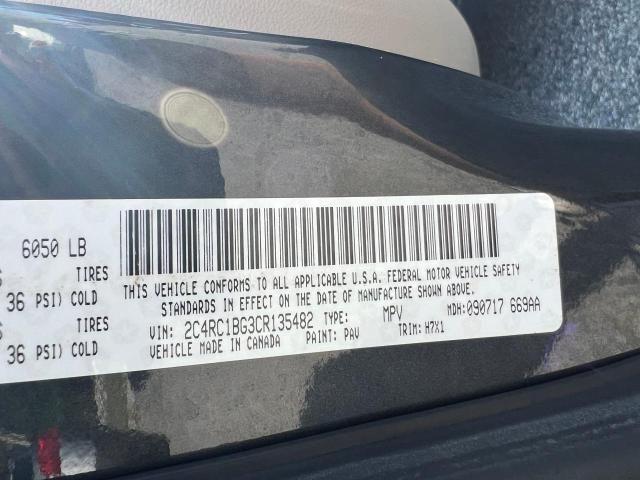 6050 LB
TIRES
36 PSI) COLD
TIRES
36 PSI) COLD
THIS VEHICLE CONFORMS TO ALL APPLICABLE U.S.A. FEDERAL MOTOR VEHICLE SAFETY
STANDARDS IN EFFECT ON THE DATE OF MANUFACTURE SHOWN ABOVE.
VIN: 2C4RC1BG3CR135482 TYPE: MPV MDH: 090717 669AA
VEHICLE MADE IN CANADA PAINT: PAV TRIM: H7X1